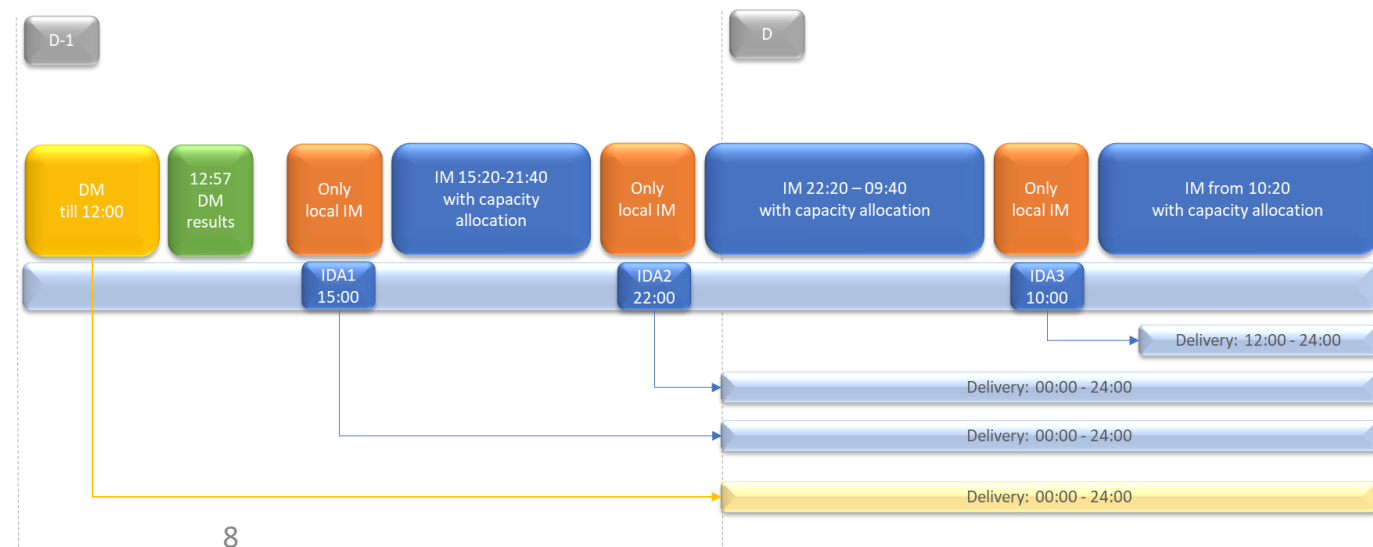 D-1
D
DM
till 12:00
12:57
DM
results
Only
local IM
IM 15:20-21:40
with capacity
allocation
Only
local IM
IM 22:20 – 09:40
with capacity allocation
Only
local IM
IM from 10:20
with capacity allocation
IDA1
15:00
IDA2
22:00
IDA3
10:00
Delivery: 12:00 - 24:00
Delivery: 00:00 - 24:00
Delivery: 00:00 - 24:00
Delivery: 00:00 - 24:00
8